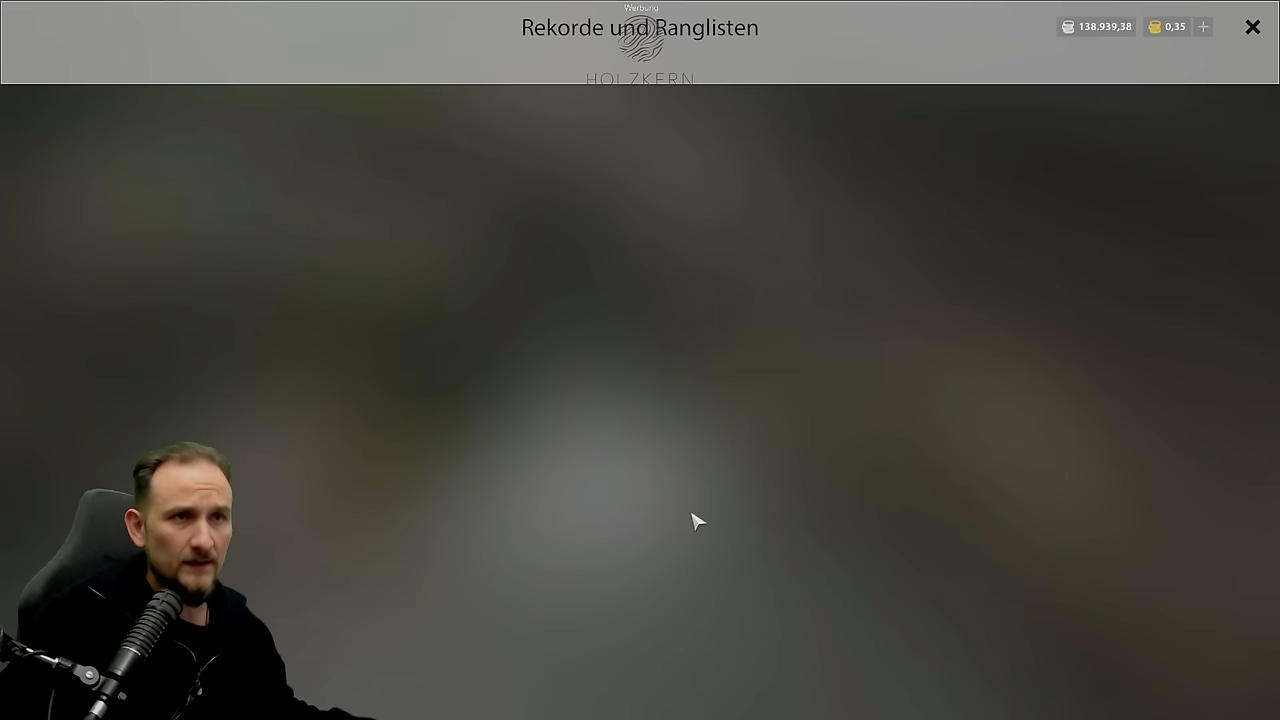 Werbung
Rekorde und Ranglisten
138.939,38
0,35
HOLZKERN